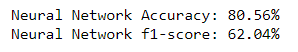 Neural Network Accuracy: 80.56%
Neural Network f1-score: 62.04%